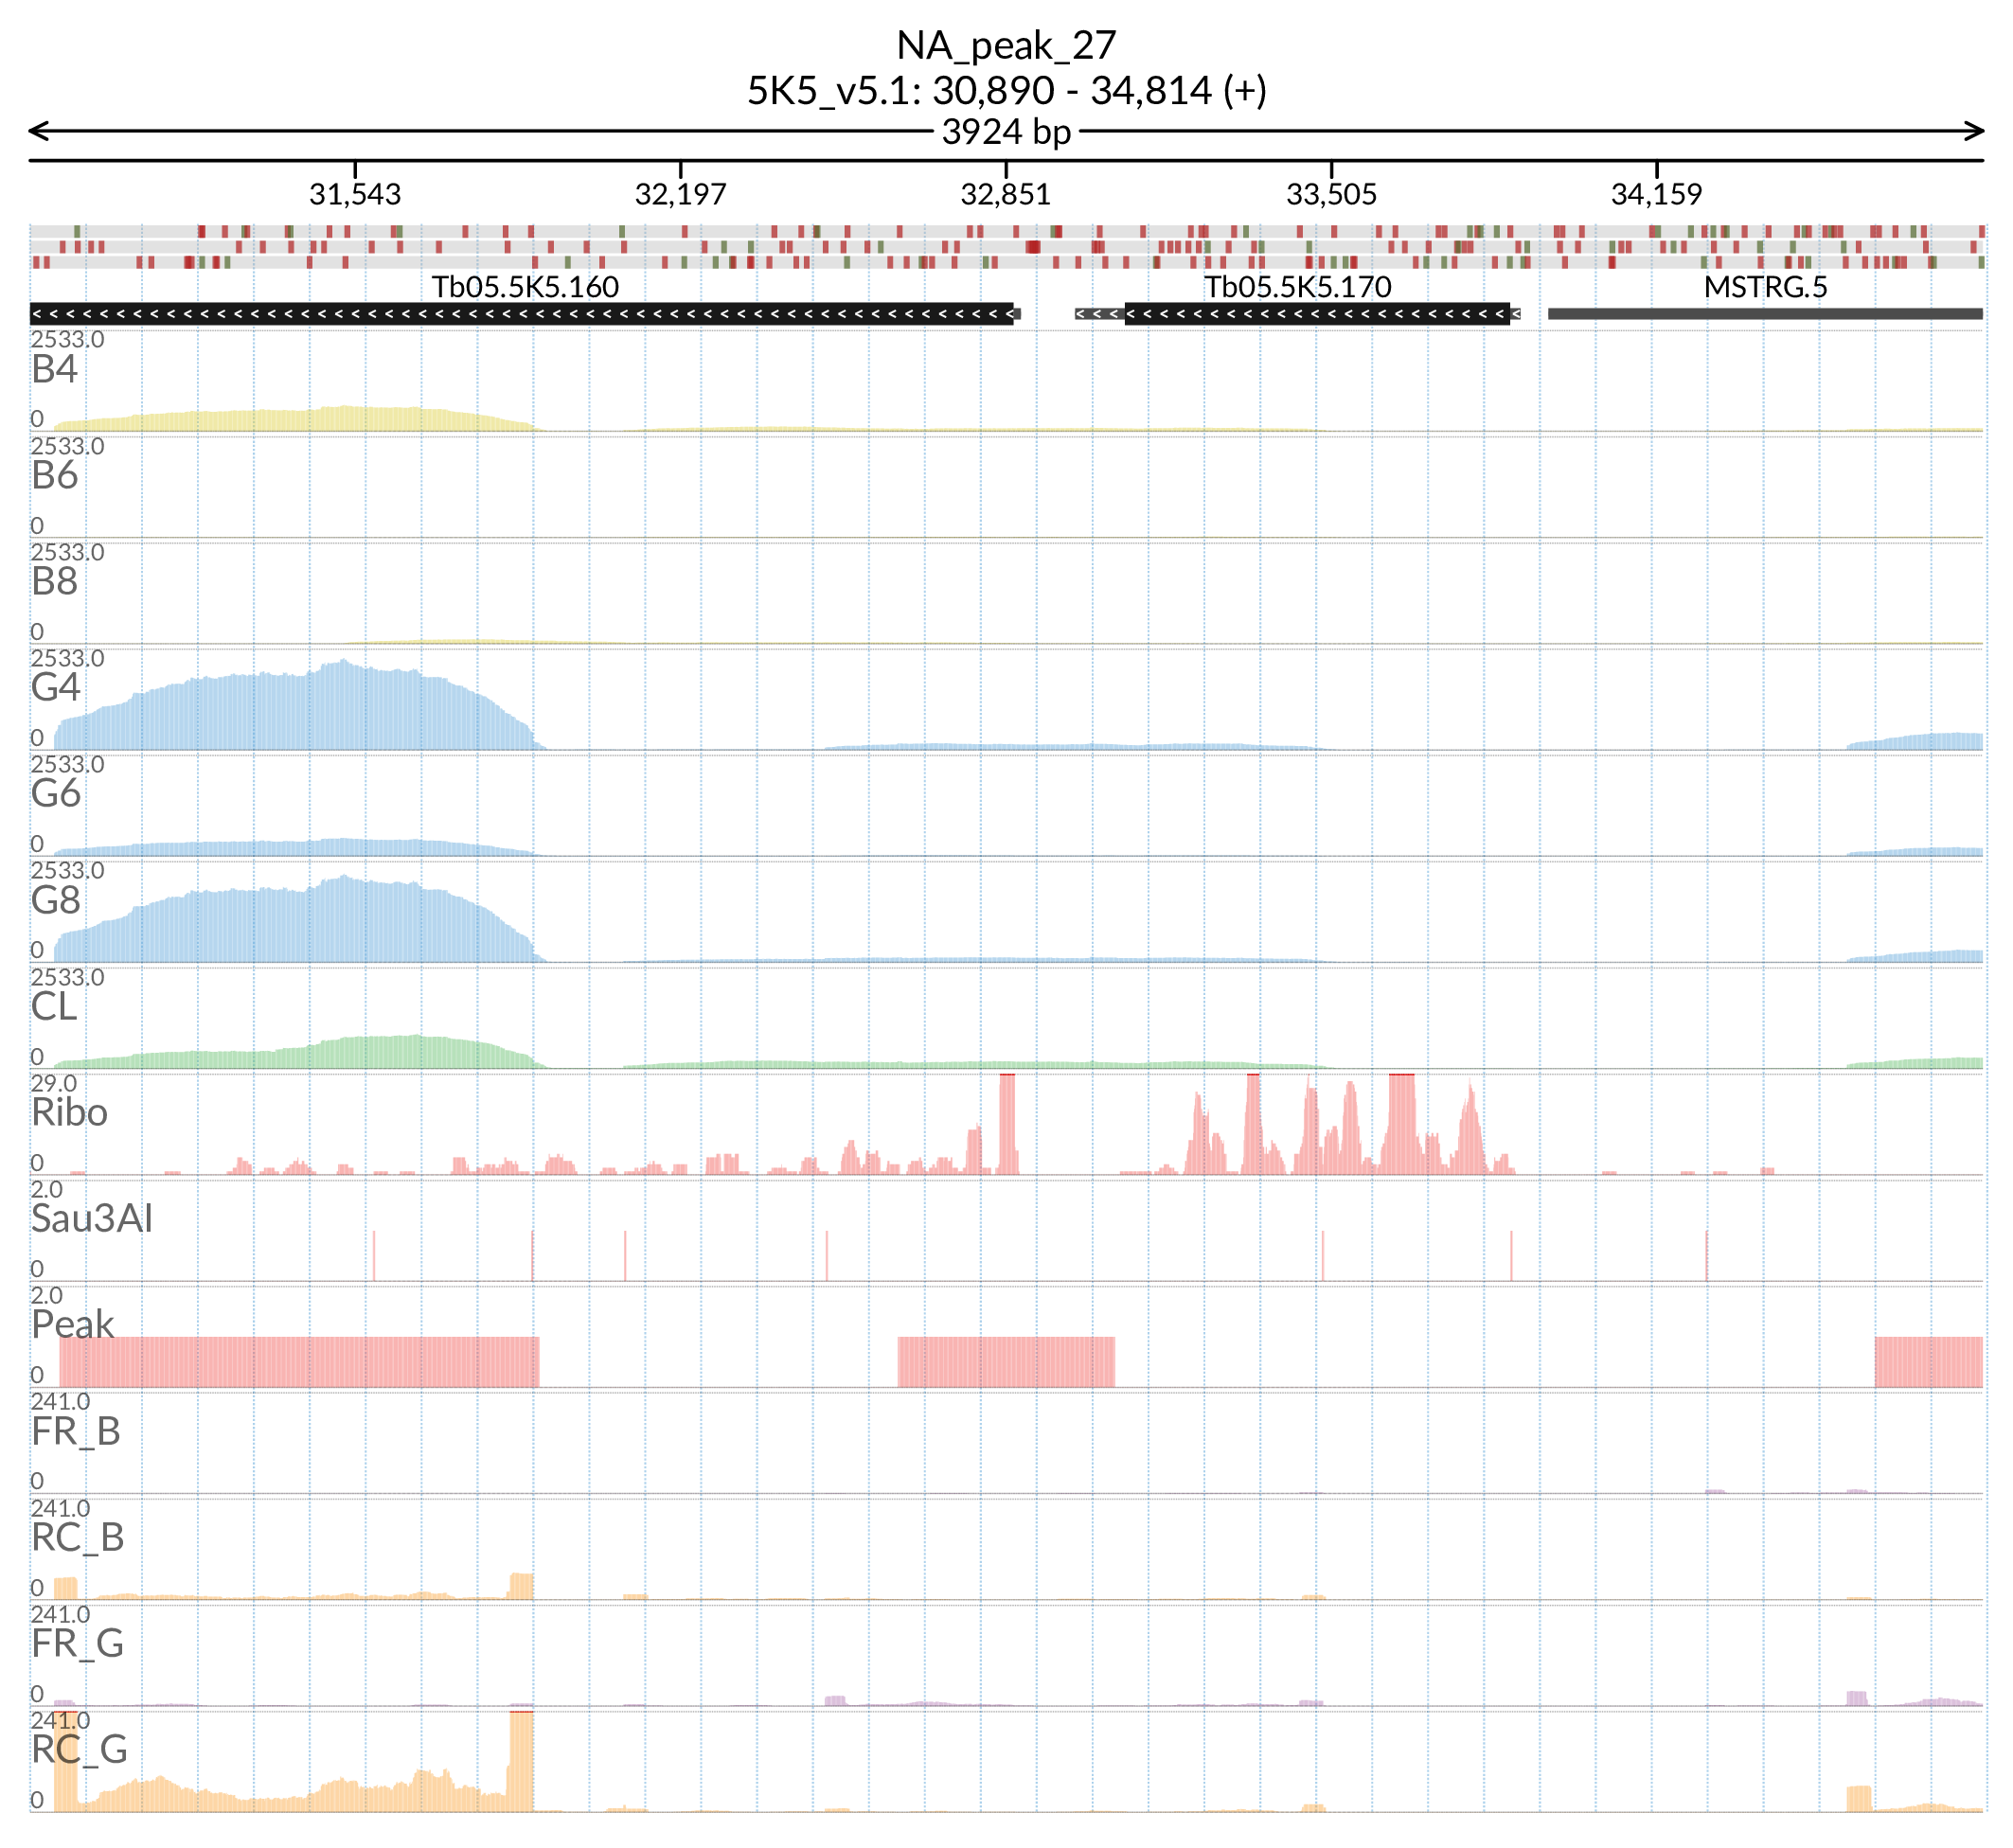 NA_peak_27
5K5_v5.1: 30,890 - 34,814 (+)
3924 bp
31,543 32,197 32,851 33,505 34,159
Tb05.5K5.160 Tb05.5K5.170 MSTRG.5
2533.0
B4
0
2533.0
B6
0
2533.0
B8
0
2533.0
G4
0
2533.0
G6
0
2533.0
G8
0
2533.0
CL
0
29.0
Ribo
0
2.0
Sau3AI
0
2.0
Peak
0
241.0
FR_B
0
241.0
RC_B
0
241.0
FR_G
0
241.0
RC_G
0